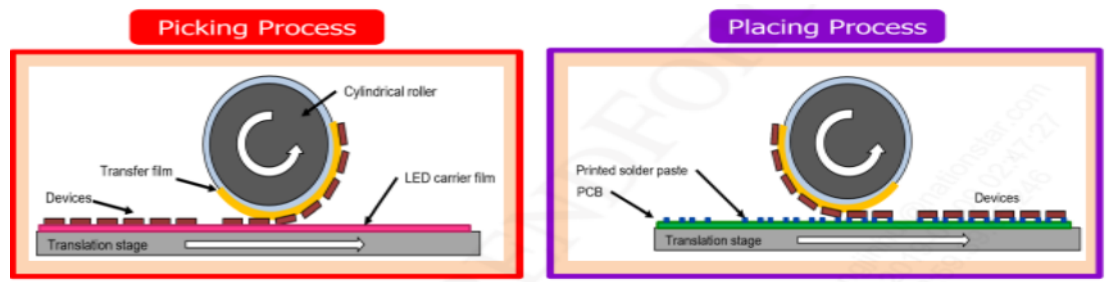 Picking Process
Placing Process
Cylindrical roller
Transfer film
LED carrier film
Devices
Translation stage
Printed solder paste
PCB
Devices
Translation stage